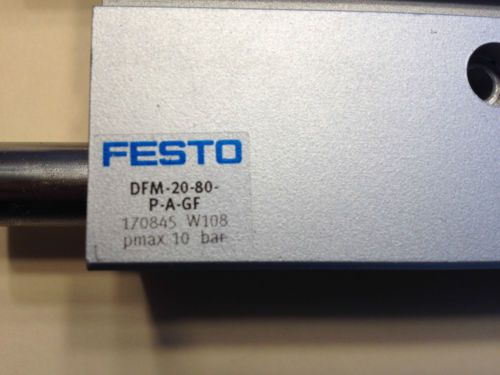 FESTO
DFM-20-80-
P-A-GF
170845 W108
pmax 10 bar